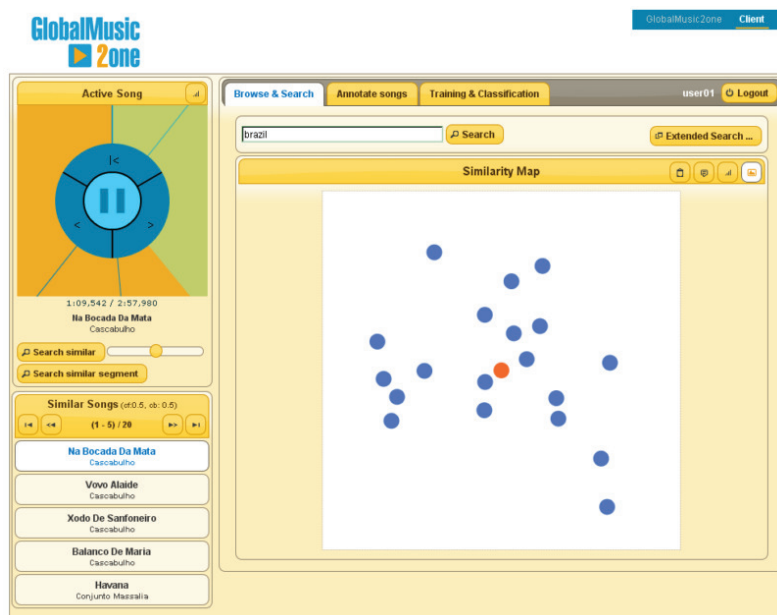 GlobalMusic
2one
GlobalMusic2one Client
Active Song
|<
< >
1:09,542 / 2:57,980
Na Bocada Da Mata
Cascabulho
Search similar
Search similar segment
Similar Songs (cf:0.5, cb: 0.5)
(1 - 5) / 20
Na Bocada Da Mata
Cascabulho
Vovo Alaide
Cascabulho
Xodo De Sanfoneiro
Cascabulho
Balanco De Maria
Cascabulho
Havana
Conjunto Massalia
Browse & Search Annotate songs Training & Classification user01 Logout
brazil Search Extended Search ...
Similarity Map